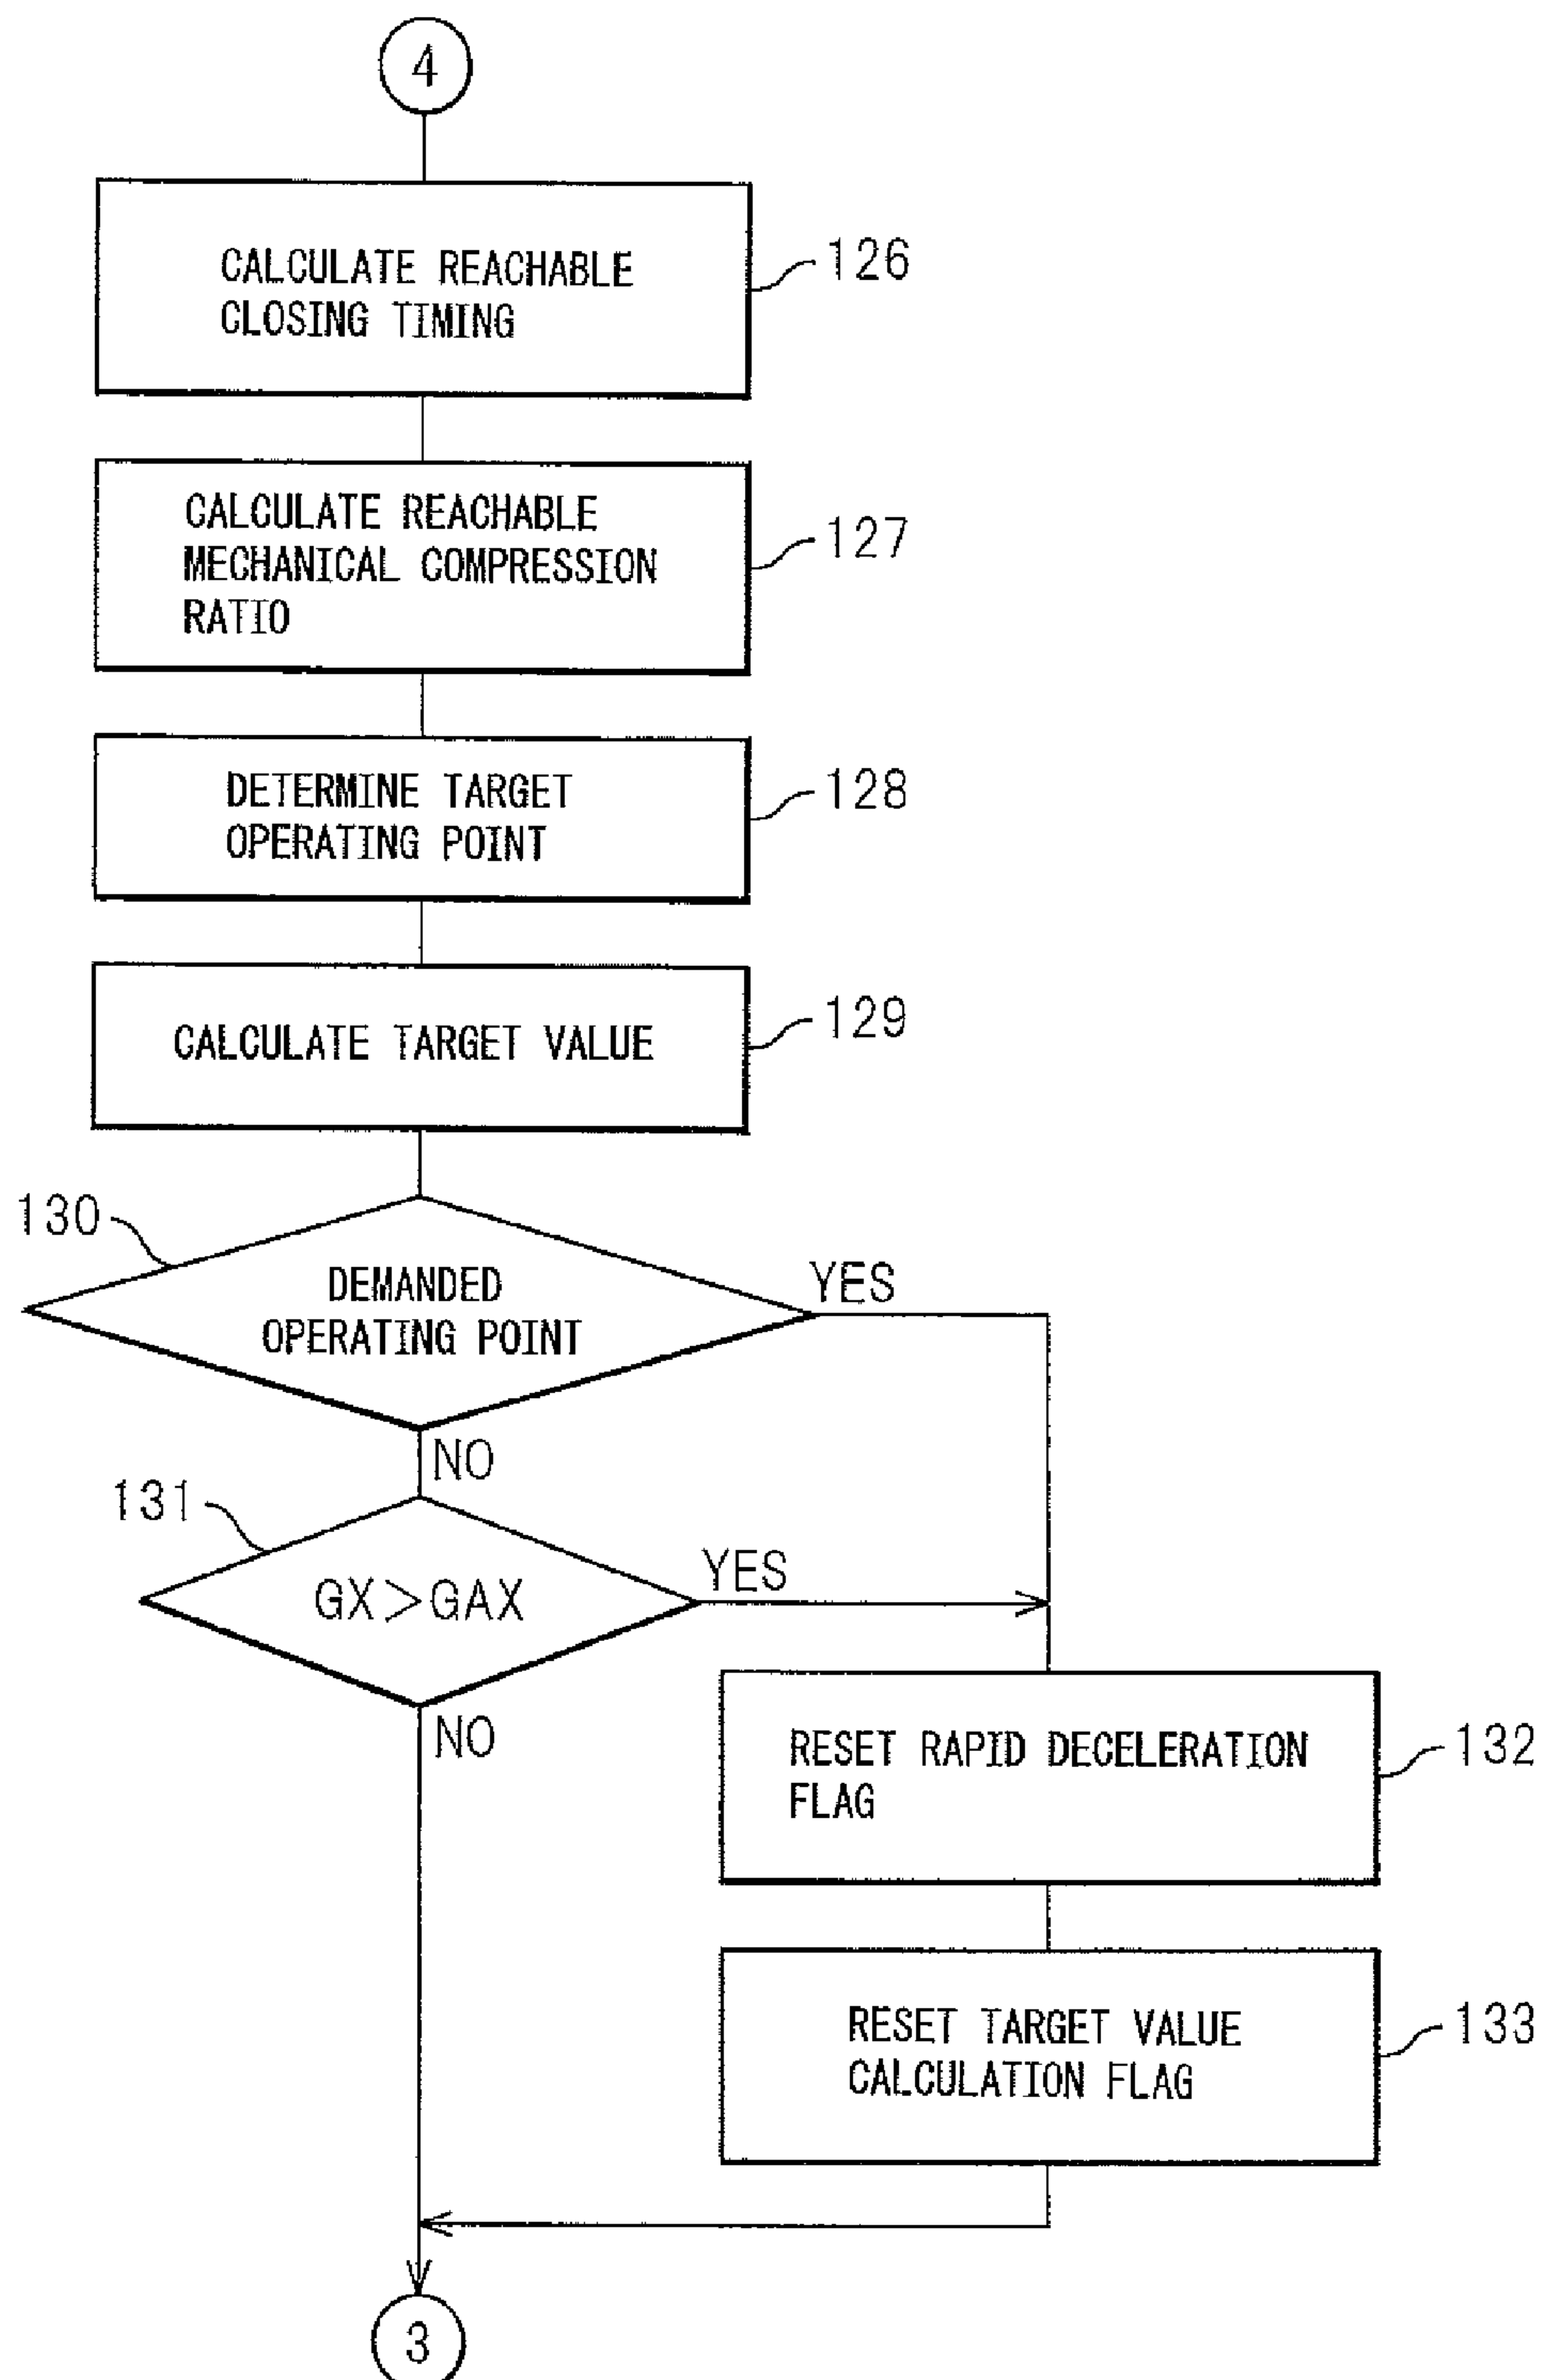 4
CALCULATE REACHABLE
CLOSING TIMING
126
CALCULATE REACHABLE
MECHANICAL COMPRESSION
RATIO
127
DETERMINE TARGET
OPERATING POINT
128
CALCULATE TARGET VALUE
129
130
DEMANDED
OPERATING POINT
YES
NO
131
GX>GAX
YES
NO
RESET RAPID DECELERATION
FLAG
132
RESET TARGET VALUE
CALCULATION FLAG
133
3